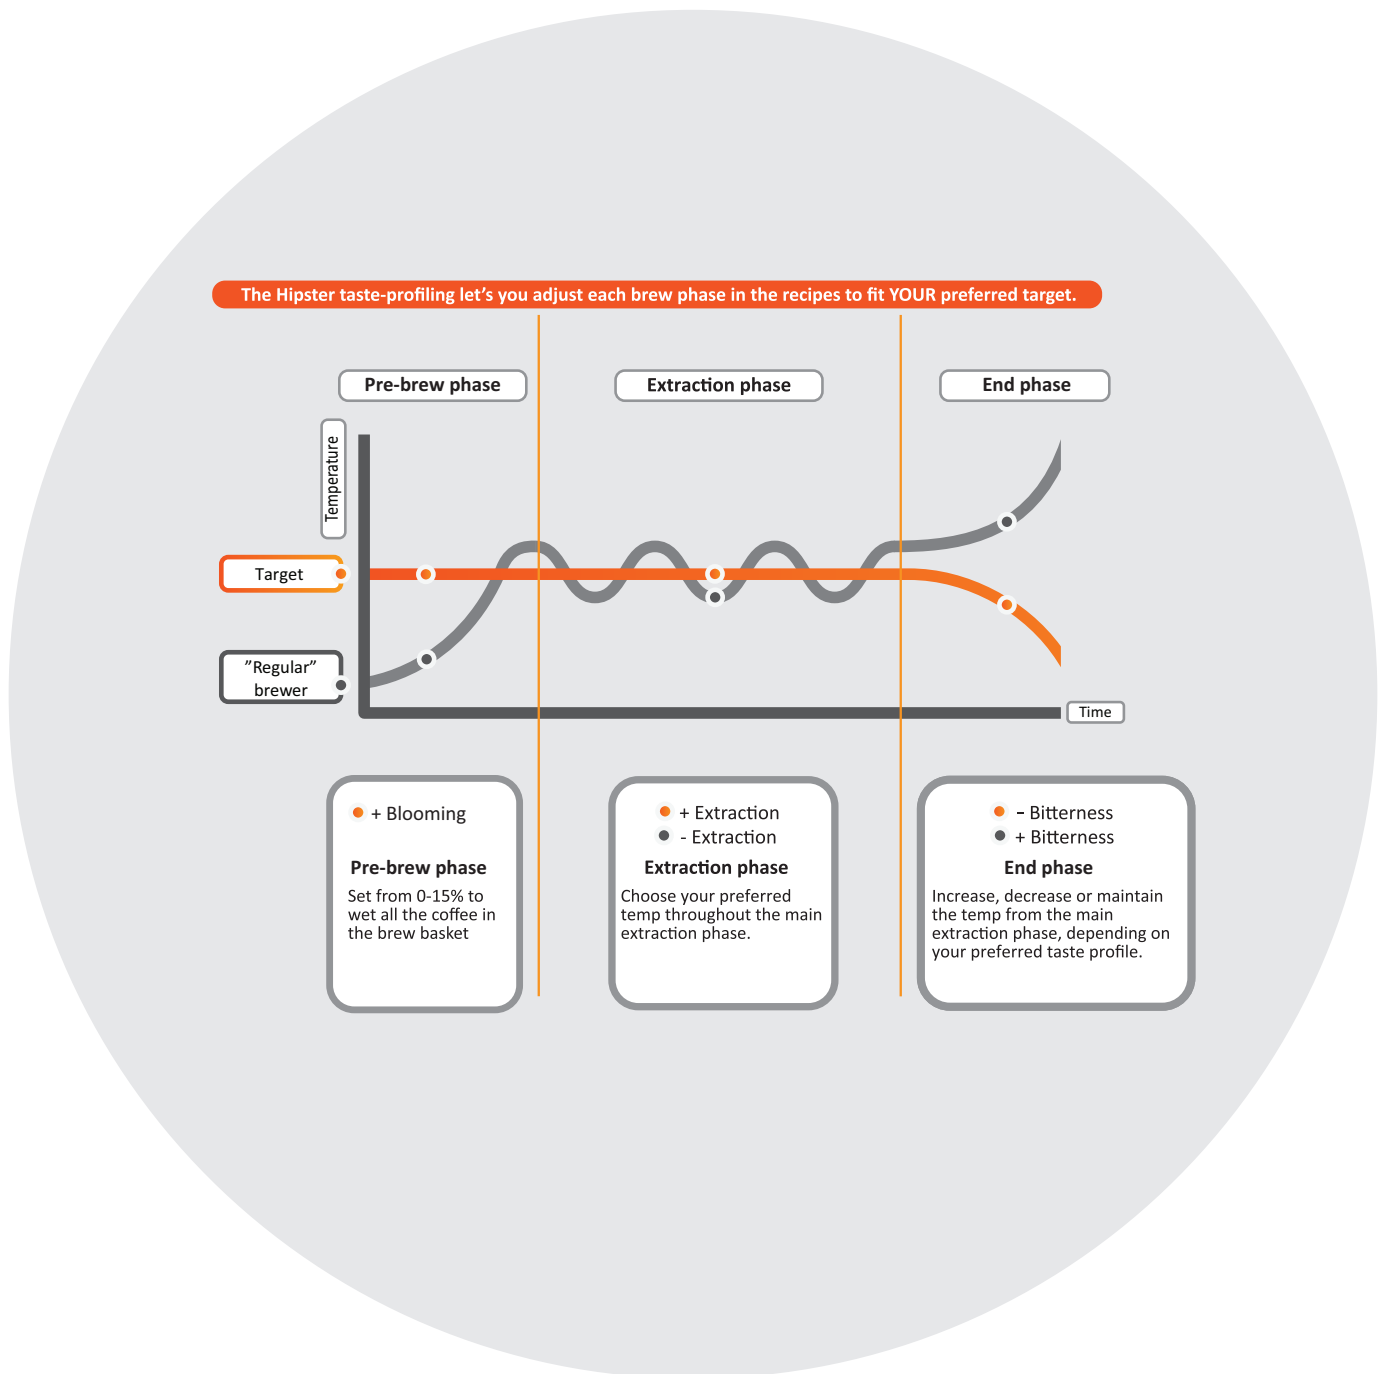 The Hipster taste-profiling let’s you adjust each brew phase in the recipes to fit YOUR preferred target.
Pre-brew phase
Extraction phase
End phase
Temperature
Target
”Regular”
brewer
Time
+ Blooming
Pre-brew phase
Set from 0-15% to
wet all the coffee in
the brew basket
+ Extraction
- Extraction
Extraction phase
Choose your preferred
temp throughout the main
extraction phase.
– Bitterness
+ Bitterness
End phase
Increase, decrease or maintain
the temp from the main
extraction phase, depending on
your preferred taste profile.